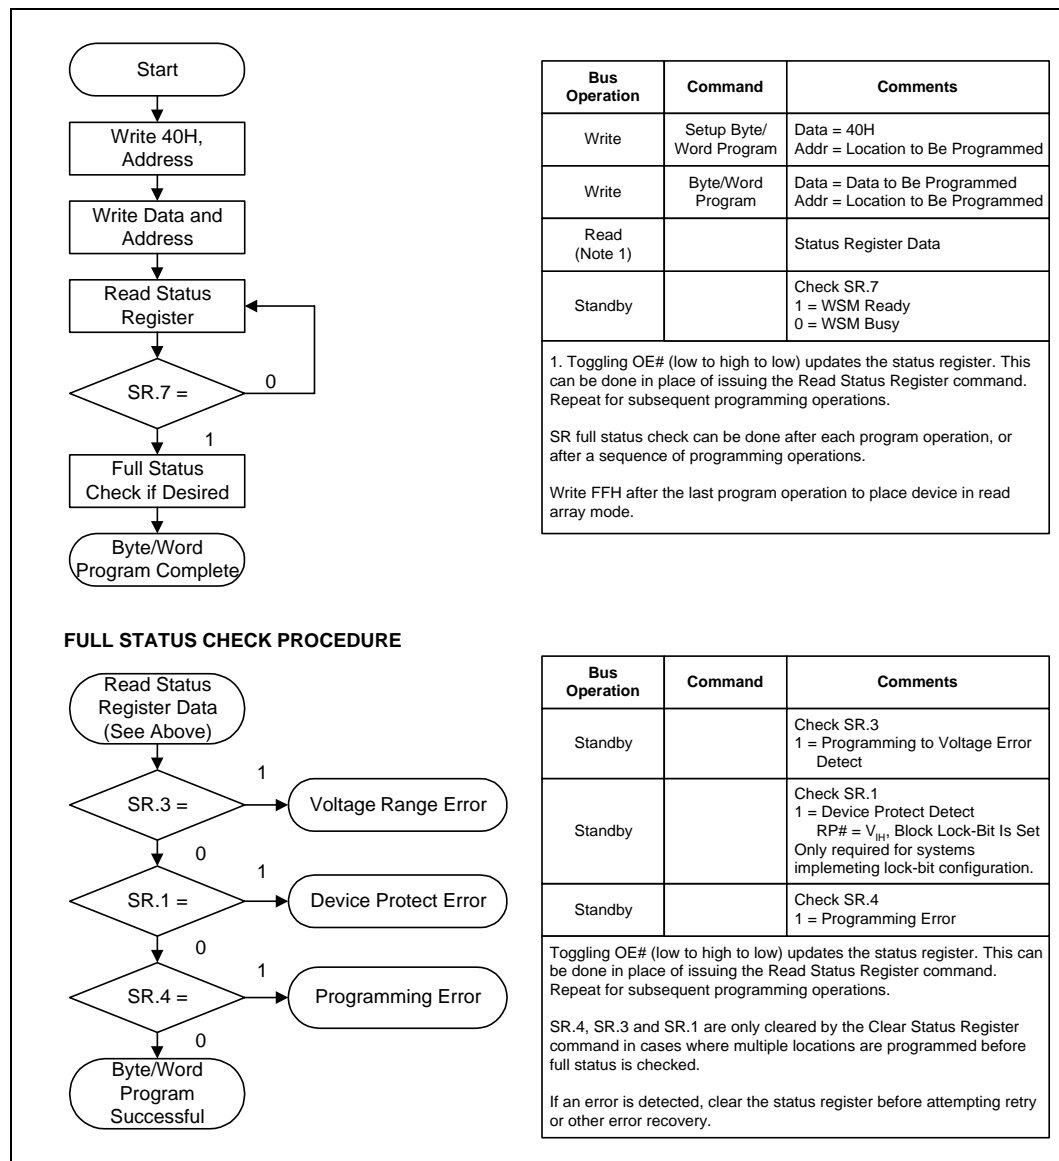 Start
Write 40H,
Address
Write Data and
Address
Read Status
Register
SR.7 =
0
1
Full Status
Check if Desired
Byte/Word
Program Complete
Bus
Operation
Command
Comments
Write
Setup Byte/
Word Program
Data = 40H
Addr = Location to Be Programmed
Write
Byte/Word
Program
Data = Data to Be Programmed
Addr = Location to Be Programmed
Read
(Note 1)
Status Register Data
Standby
Check SR.7
1 = WSM Ready
0 = WSM Busy
1. Toggling OE# (low to high to low) updates the status register. This
can be done in place of issuing the Read Status Register command.
Repeat for subsequent programming operations.
SR full status check can be done after each program operation, or
after a sequence of programming operations.
Write FFH after the last program operation to place device in read
array mode.
FULL STATUS CHECK PROCEDURE
Read Status
Register Data
(See Above)
SR.3 =
1
Voltage Range Error
0
SR.1 =
1
Device Protect Error
0
SR.4 =
1
Programming Error
0
Byte/Word
Program
Successful
Bus
Operation
Command
Comments
Standby
Check SR.3
1 = Programming to Voltage Error
Detect
Standby
Check SR.1
1 = Device Protect Detect
RP# = VIH, Block Lock-Bit Is Set
Only required for systems
implemeting lock-bit configuration.
Standby
Check SR.4
1 = Programming Error
Toggling OE# (low to high to low) updates the status register. This can
be done in place of issuing the Read Status Register command.
Repeat for subsequent programming operations.
SR.4, SR.3 and SR.1 are only cleared by the Clear Status Register
command in cases where multiple locations are programmed before
full status is checked.
If an error is detected, clear the status register before attempting retry
or other error recovery.